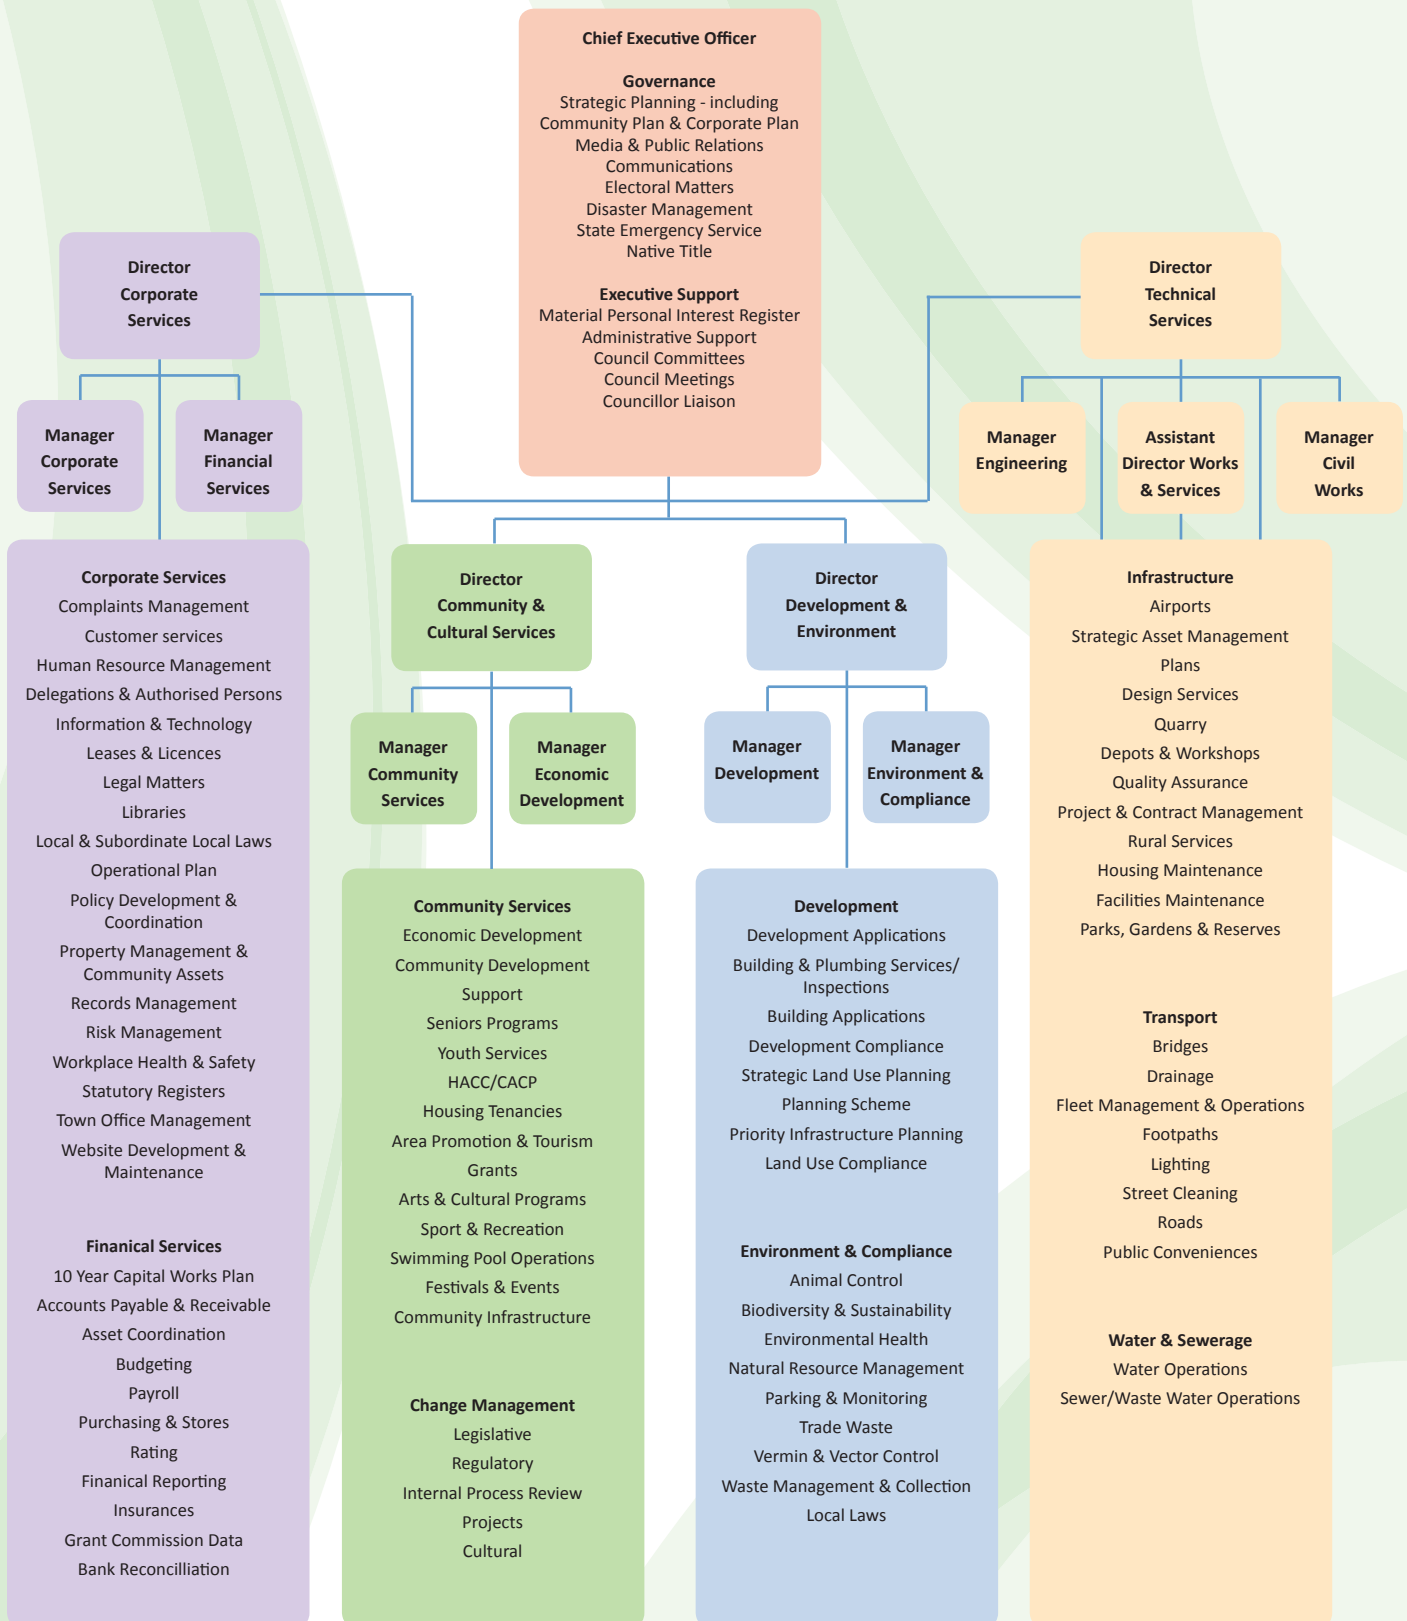 Chief Executive Officer
Governance
Strategic Planning - including
Community Plan & Corporate Plan
Media & Public Relations
Communications
Electoral Matters
Disaster Management
State Emergency Service
Native Title
Executive Support
Material Personal Interest Register
Administrative Support
Council Committees
Council Meetings
Councillor Liaison
Director
Corporate
Services
Manager
Corporate
Services
Manager
Financial
Services
Corporate Services
Complaints Management
Customer services
Human Resource Management
Delegations & Authorised Persons
Information & Technology
Leases & Licences
Legal Matters
Libraries
Local & Subordinate Local Laws
Operational Plan
Policy Development &
Coordination
Property Management &
Community Assets
Records Management
Risk Management
Workplace Health & Safety
Statutory Registers
Town Office Management
Website Development &
Maintenance
Finanical Services
10 Year Capital Works Plan
Accounts Payable & Receivable
Asset Coordination
Budgeting
Payroll
Purchasing & Stores
Rating
Finanical Reporting
Insurances
Grant Commission Data
Bank Reconcilliation
Director
Community &
Cultural Services
Manager
Community
Services
Manager
Economic
Development
Community Services
Economic Development
Community Development
Support
Seniors Programs
Youth Services
HACC/CACP
Housing Tenancies
Area Promotion & Tourism
Grants
Arts & Cultural Programs
Sport & Recreation
Swimming Pool Operations
Festivals & Events
Community Infrastructure
Change Management
Legislative
Regulatory
Internal Process Review
Projects
Cultural
Director
Development &
Environment
Manager
Development
Manager
Environment &
Compliance
Development
Development Applications
Building & Plumbing Services/
Inspections
Building Applications
Development Compliance
Strategic Land Use Planning
Planning Scheme
Priority Infrastructure Planning
Land Use Compliance
Environment & Compliance
Animal Control
Biodiversity & Sustainability
Environmental Health
Natural Resource Management
Parking & Monitoring
Trade Waste
Vermin & Vector Control
Waste Management & Collection
Local Laws
Director
Technical
Services
Manager
Engineering
Assistant
Director Works
& Services
Manager
Civil
Works
Infrastructure
Airports
Strategic Asset Management
Plans
Design Services
Quarry
Depots & Workshops
Quality Assurance
Project & Contract Management
Rural Services
Housing Maintenance
Facilities Maintenance
Parks, Gardens & Reserves
Transport
Bridges
Drainage
Fleet Management & Operations
Footpaths
Lighting
Street Cleaning
Roads
Public Conveniences
Water & Sewerage
Water Operations
Sewer/Waste Water Operations